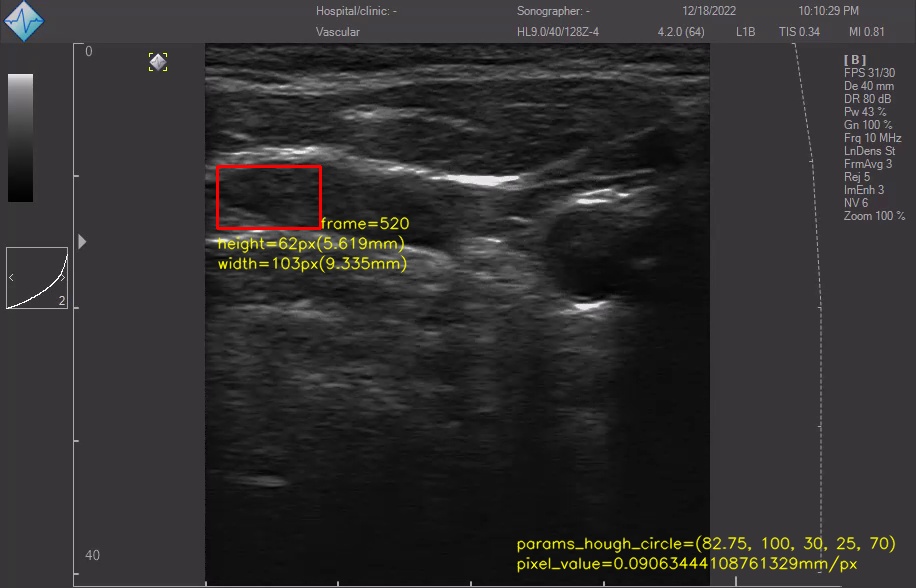 Hospital/clinic: - Sonographer: - 12/18/2022 10:10:29 PM
Vascular HL9.0/40/128Z-4 4.2.0 (64) L1B TIS 0.34 MI 0.81
0
[ B ]
FPS 31/30
De 40 mm
DR 80 dB
Pw 43 %
Gn 100 %
Frq 10 MHz
LnDens St
FrmAvg 3
Rej 5
ImEnh 3
NV 6
Zoom 100 %
frame=520
height=62px(5.619mm)
width=103px(9.335mm)
2
40
params_hough_circle=(82.75, 100, 30, 25, 70)
pixel_value=0.09063444108761329mm/px